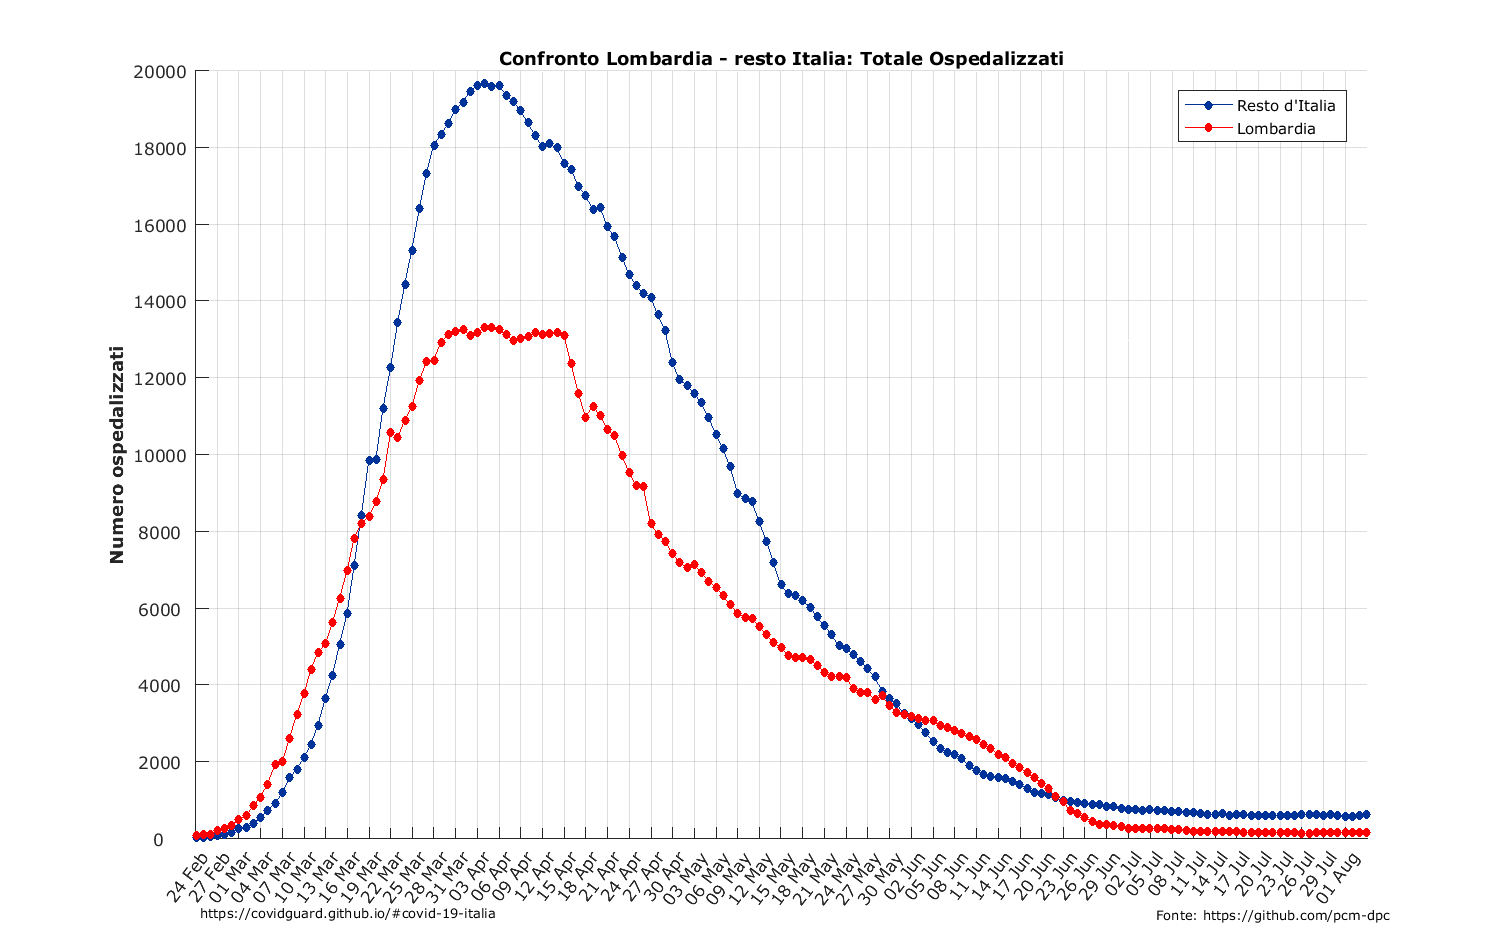 Confronto Lombardia - resto Italia: Totale Ospedalizzati
Resto d'Italia
Lombardia
Numero ospedalizzati
20000
18000
16000
14000
12000
10000
8000
6000
4000
2000
0
24 Feb
27 Feb
01 Mar
04 Mar
07 Mar
10 Mar
13 Mar
16 Mar
19 Mar
22 Mar
25 Mar
28 Mar
31 Mar
03 Apr
06 Apr
09 Apr
12 Apr
15 Apr
18 Apr
21 Apr
24 Apr
27 Apr
30 Apr
03 May
06 May
09 May
12 May
15 May
18 May
21 May
24 May
27 May
30 May
02 Jun
05 Jun
08 Jun
11 Jun
14 Jun
17 Jun
20 Jun
23 Jun
26 Jun
29 Jun
02 Jul
05 Jul
08 Jul
11 Jul
14 Jul
17 Jul
20 Jul
23 Jul
26 Jul
29 Jul
01 Aug
https://covidguard.github.io/#covid-19-italia
Fonte: https://github.com/pcm-dpc